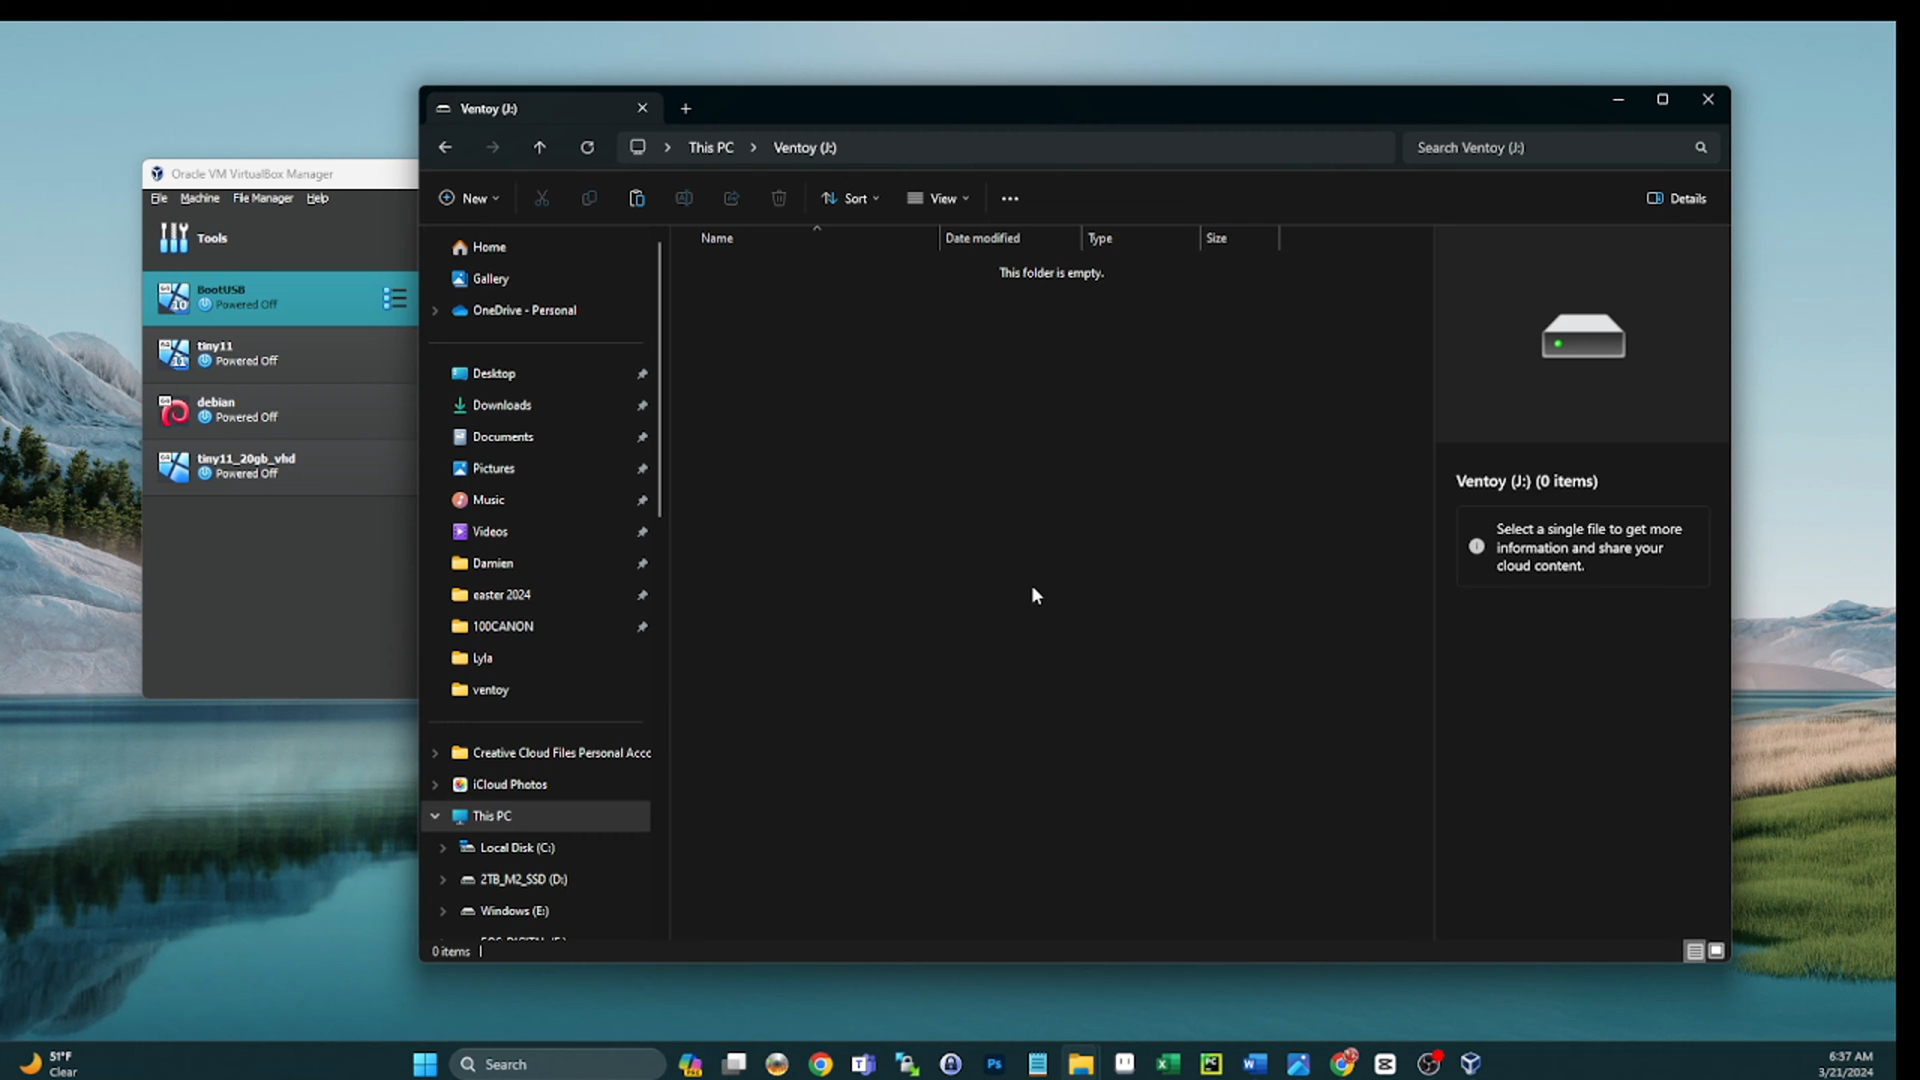 Oracle VM VirtualBox Manager
File Machine File Manager Help
Tools
BootUSB
Powered Off
tiny11
Powered Off
debian
Powered Off
tiny11_20gb_vhd
Powered Off
Ventoy (J:)
This PC > Ventoy (J:)
Search Ventoy (J:)
New
Sort
View
Details
Home
Gallery
OneDrive - Personal
Desktop
Downloads
Documents
Pictures
Music
Videos
Damien
easter 2024
100CANON
Lyla
ventoy
Creative Cloud Files Personal Acco
iCloud Photos
This PC
Local Disk (C:)
2TB_M2_SSD (D:)
Windows (E:)
0 items
Name Date modified Type Size
This folder is empty.
Ventoy (J:) (0 items)
Select a single file to get more
information and share your
cloud content.
51°F
Clear
Search
6:37 AM
3/21/2024